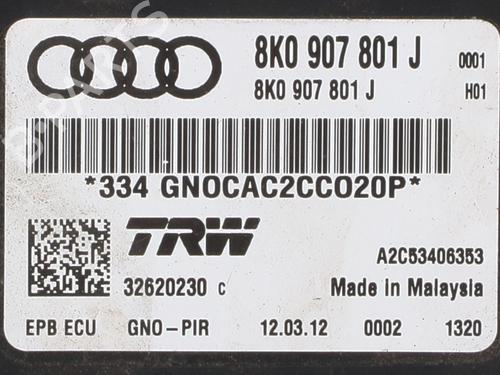 8K0 907 801 J 0001
8K0 907 801 J H01
*334 GNOCAC2CCO20P*
TRW
A2C53406353
32620230 C Made in Malaysia
EPB ECU GNO-PIR 12.03.12 0002 1320
B-PARTS